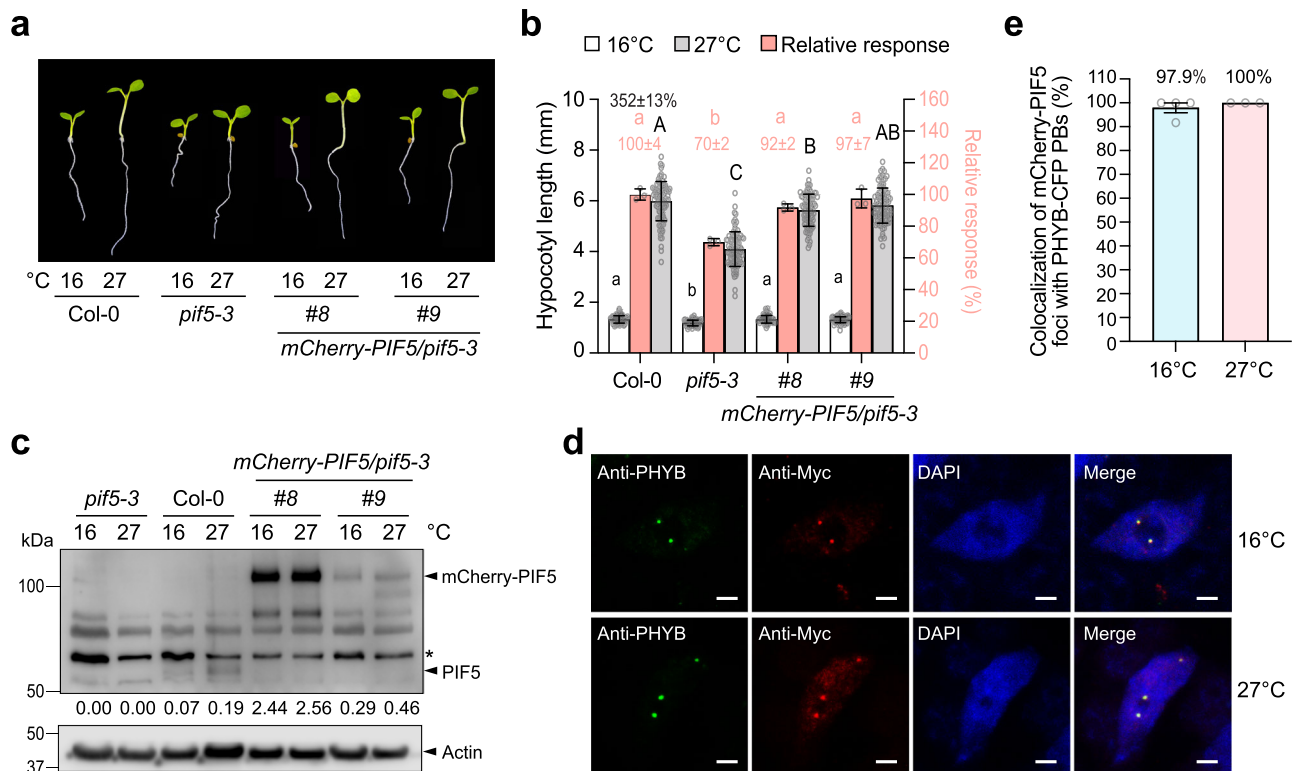 a
°C 16 27 16 27 16 27 16 27
Col-0 pif5-3 #8 #9
mCherry-PIF5/pif5-3
b
16°C 27°C Relative response
Hypocotyl length (mm)
10
8
6
4
2
0
352±13%
a b a a
A
100±4 70±2 92±2 97±7
C B AB
a b a a
160
140
120
100
80
60
40
20
0
Relative response (%)
Col-0 pif5-3 #8 #9
mCherry-PIF5/pif5-3
e
Colocalization of mCherry-PIF5
foci with PHYB-CFP PBs (%)
97.9% 100%
110
100
90
80
70
60
50
40
30
20
10
0
16°C 27°C
c
mCherry-PIF5/pif5-3
pif5-3 Col-0 #8 #9
16 27 16 27 16 27 16 27 °C
kDa
100
mCherry-PIF5
*
PIF5
50
0.00 0.00 0.07 0.19 2.44 2.56 0.29 0.46
50
Actin
37
d
Anti-PHYB Anti-Myc DAPI Merge
16°C
Anti-PHYB Anti-Myc DAPI Merge
27°C